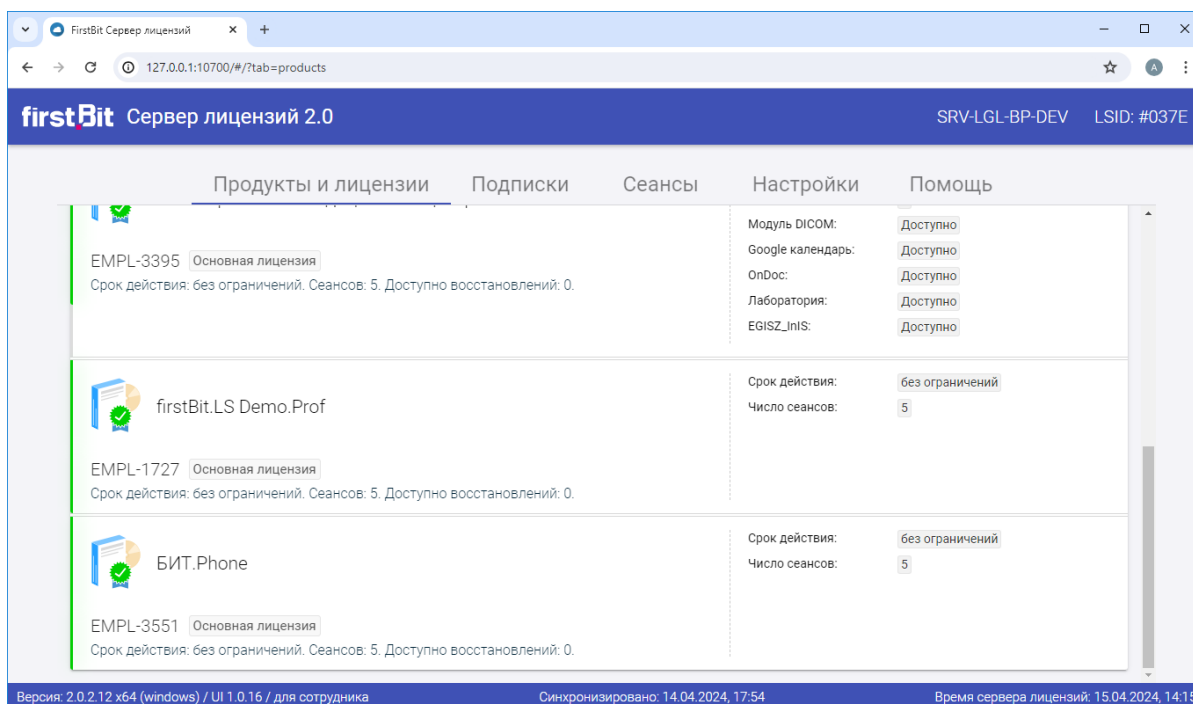 FirstBit Сервер лицензий
127.0.0.1:10700/#/?tab=products
A
first.Bit Сервер лицензий 2.0 SRV-LGL-BP-DEV LSID: #037E
Продукты и лицензии Подписки Сеансы Настройки Помощь
Модуль DICOM: Доступно
Google календарь: Доступно
OnDoc: Доступно
Лаборатория: Доступно
EGISZ_InIS: Доступно
EMPL-3395 Основная лицензия
Срок действия: без ограничений. Сеансов: 5. Доступно восстановлений: 0.
firstBit.LS Demo.Prof
Срок действия: без ограничений
Число сеансов: 5
EMPL-1727 Основная лицензия
Срок действия: без ограничений. Сеансов: 5. Доступно восстановлений: 0.
БИТ.Phone
Срок действия: без ограничений
Число сеансов: 5
EMPL-3551 Основная лицензия
Срок действия: без ограничений. Сеансов: 5. Доступно восстановлений: 0.
Версия: 2.0.2.12 x64 (windows) / UI 1.0.16 / для сотрудника Синхронизировано: 14.04.2024, 17:54 Время сервера лицензий: 15.04.2024, 14:15